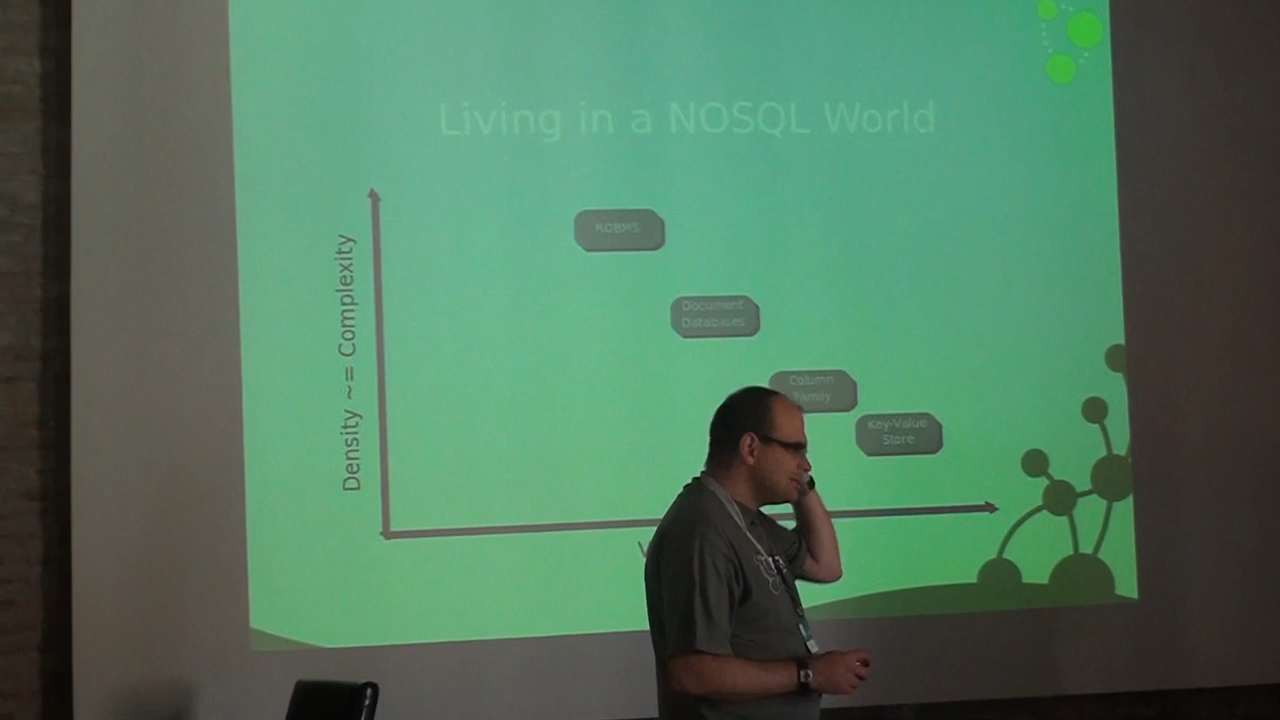 Living in a NOSQL World
RDBMS
Document
Databases
Column
Family
Key-Value
Store
Density ~= Complexity